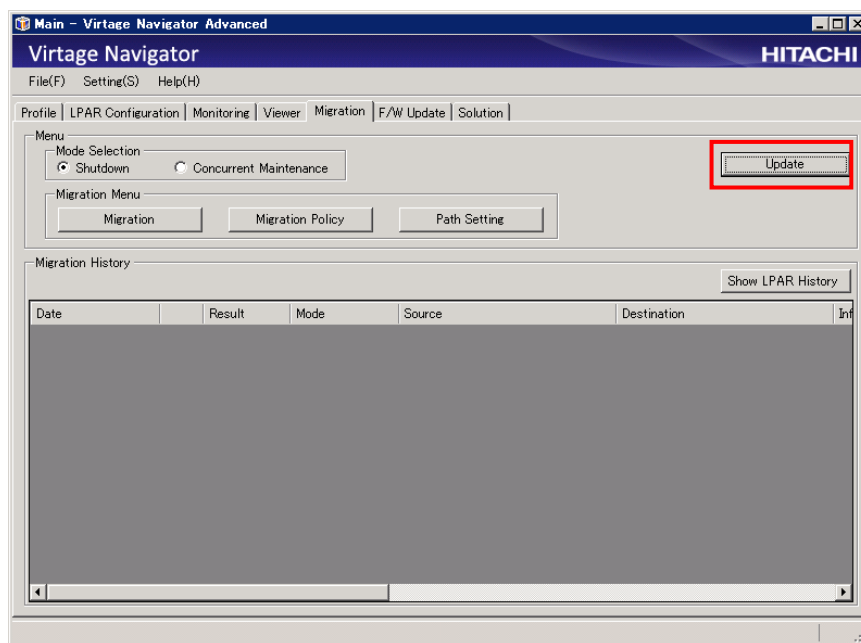 Main - Virtage Navigator Advanced
Virtage Navigator
HITACHI
File(F) Setting(S) Help(H)
Profile LPAR Configuration Monitoring Viewer Migration F/W Update Solution
Menu
Mode Selection
Shutdown Concurrent Maintenance
Update
Migration Menu
Migration Migration Policy Path Setting
Migration History
Show LPAR History
Date Result Mode Source Destination Inf